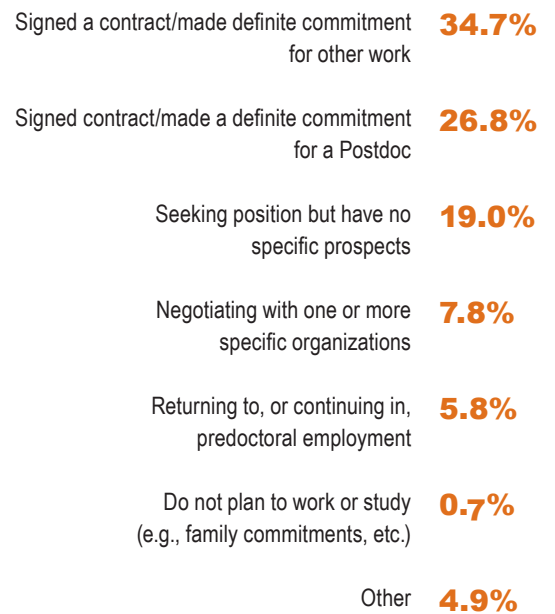 Signed a contract/made definite commitment 34.7%
for other work
Signed contract/made a definite commitment 26.8%
for a Postdoc
Seeking position but have no 19.0%
specific prospects
Negotiating with one or more 7.8%
specific organizations
Returning to, or continuing in, 5.8%
predoctoral employment
Do not plan to work or study 0.7%
(e.g., family commitments, etc.)
Other 4.9%